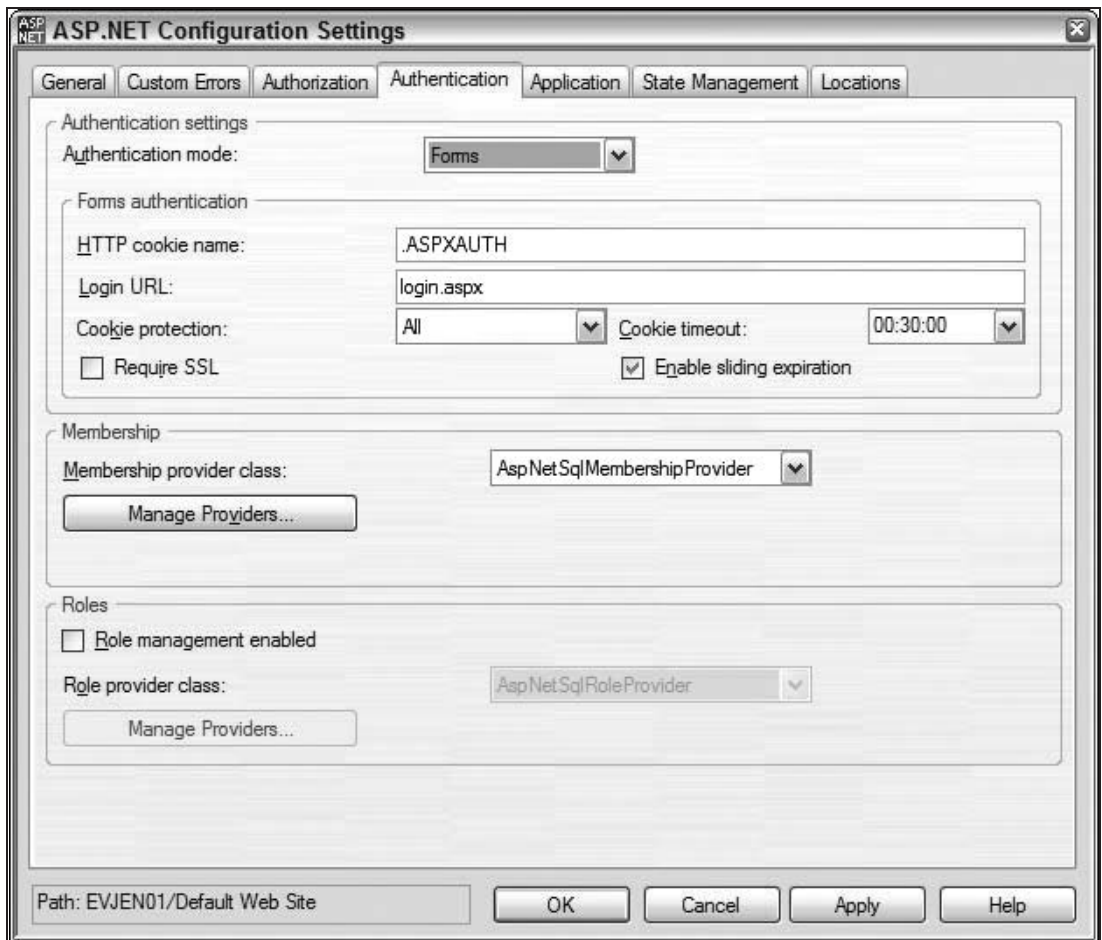 ASP NET ASP.NET Configuration Settings
General Custom Errors Authorization Authentication Application State Management Locations
Authentication settings
Authentication mode: Forms
Forms authentication
HTTP cookie name: .ASPXAUTH
Login URL: login.aspx
Cookie protection: All Cookie timeout: 00:30:00
Require SSL Enable sliding expiration
Membership
Membership provider class: AspNetSqlMembershipProvider
Manage Providers...
Roles
Role management enabled
Role provider class: AspNetSqlRoleProvider
Manage Providers...
Path: EVJEN01/Default Web Site OK Cancel Apply Help